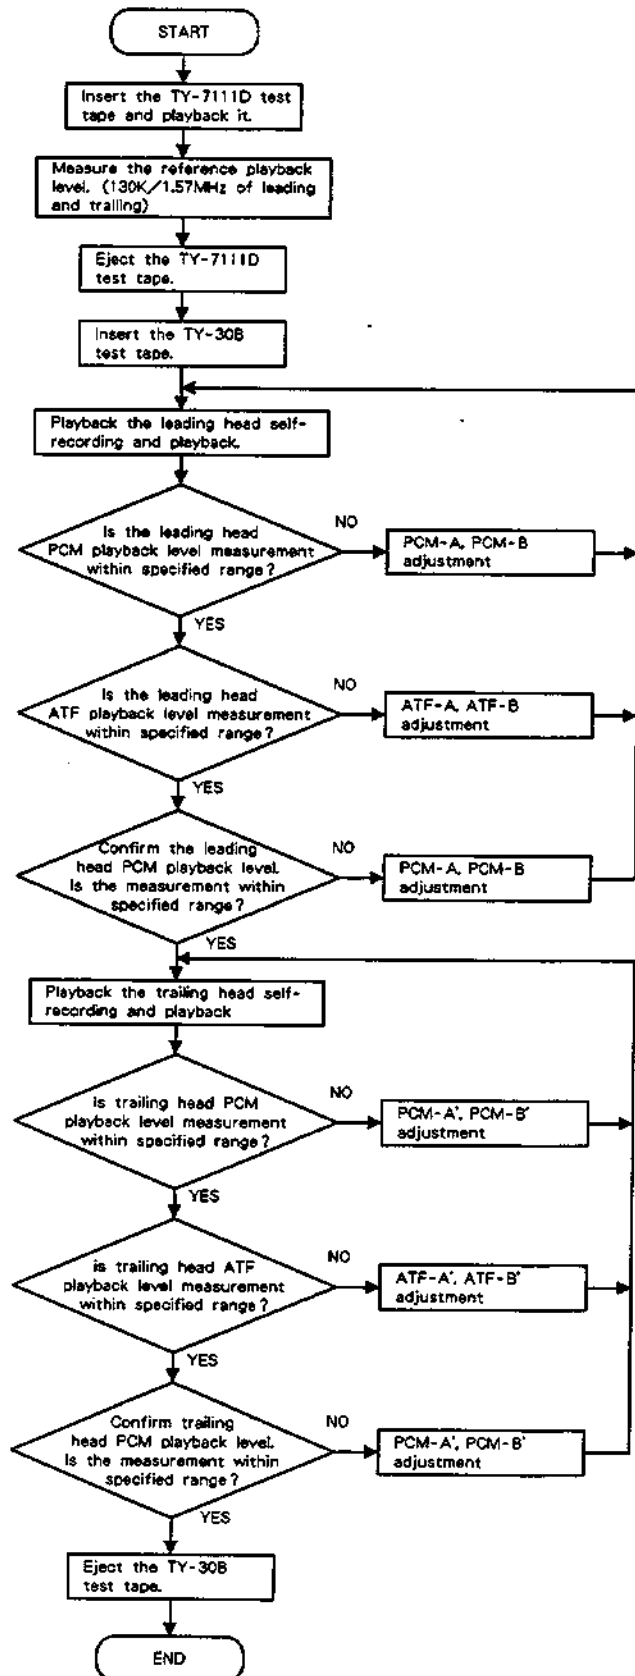 START
Insert the TY-7111D test
tape and playback it.
Measure the reference playback
level. (130K/1.57MHz of leading
and trailing)
Eject the TY-7111D
test tape.
Insert the TY-30B
test tape.
Playback the leading head self-
recording and playback.
Is the leading head
PCM playback level measurement
within specified range?
NO
PCM-A, PCM-B
adjustment
YES
Is the leading head
ATF playback level measurement
within specified range?
NO
ATF-A, ATF-B
adjustment
YES
Confirm the leading
head PCM playback level.
Is the measurement within
specified range?
NO
PCM-A, PCM-B
adjustment
YES
Playback the trailing head self-
recording and playback
is trailing head PCM
playback level measurement
within specified range?
NO
PCM-A', PCM-B'
adjustment
YES
is trailing head ATF
playback level measurement
within specified range?
NO
ATF-A', ATF-B'
adjustment
YES
Confirm trailing
head PCM playback level.
Is the measurement within
specified range?
NO
PCM-A', PCM-B'
adjustment
YES
Eject the TY-30B
test tape.
END